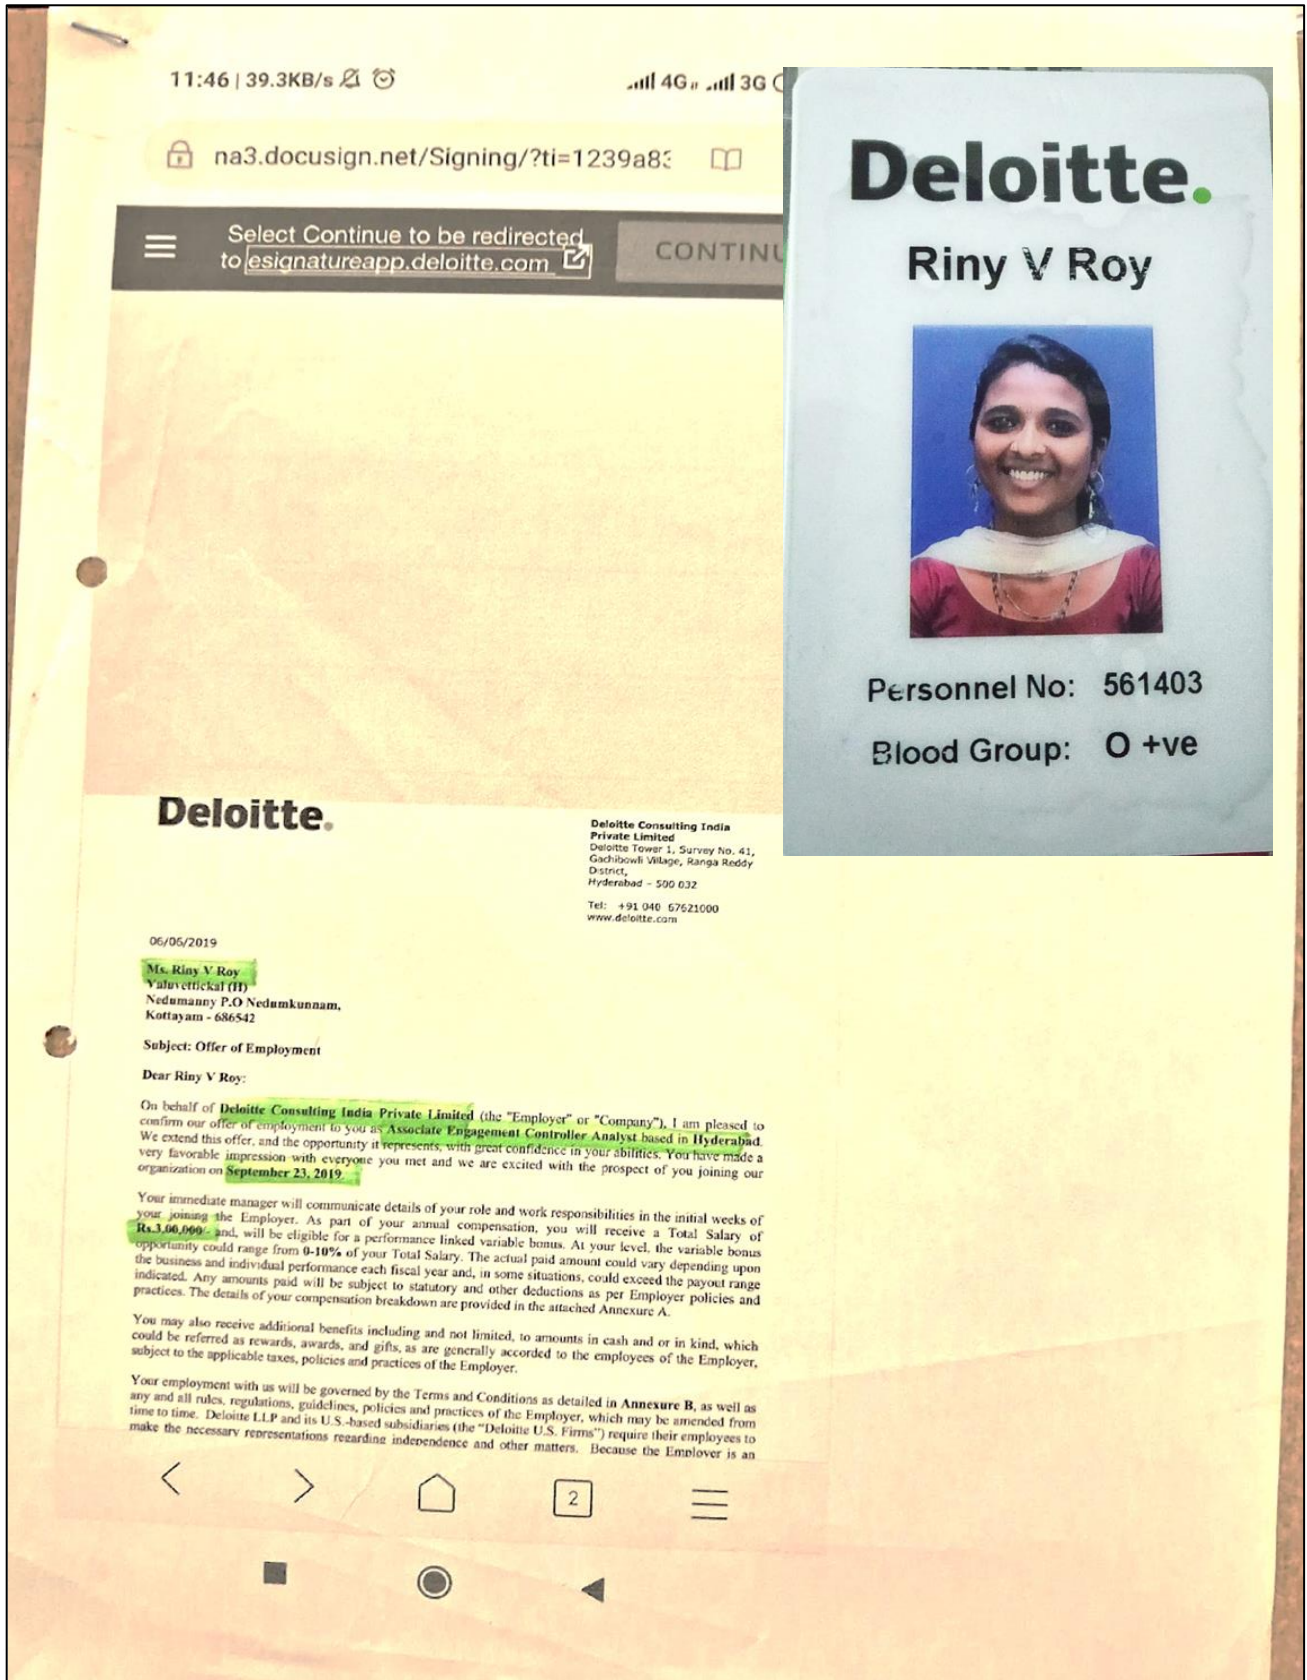 11:46 | 39.3KB/s
4G 3G
na3.docusign.net/Signing/?ti=1239a83
Select Continue to be redirected
to esignatureapp.deloitte.com
CONTINU
Deloitte.
Riny V Roy
Personnel No: 561403
Blood Group: O +ve
Deloitte.
Deloitte Consulting India
Private Limited
Deloitte Tower 1, Survey No. 41,
Gachibowli Village, Ranga Reddy
District,
Hyderabad - 500 032
Tel: +91 040 67621000
www.deloitte.com
06/06/2019
Ms. Riny V Roy
Valuvettickal (H)
Nedumanny P.O Nedumkunnam,
Kottayam - 686542
Subject: Offer of Employment
Dear Riny V Roy:
On behalf of Deloitte Consulting India Private Limited (the "Employer" or "Company"), I am pleased to
confirm our offer of employment to you as Associate Engagement Controller Analyst based in Hyderabad.
We extend this offer, and the opportunity it represents, with great confidence in your abilities. You have made a
very favorable impression with everyone you met and we are excited with the prospect of you joining our
organization on September 23, 2019.
Your immediate manager will communicate details of your role and work responsibilities in the initial weeks of
your joining the Employer. As part of your annual compensation, you will receive a Total Salary of
Rs.3,00,000/- and, will be eligible for a performance linked variable bonus. At your level, the variable bonus
opportunity could range from 0-10% of your Total Salary. The actual paid amount could vary depending upon
the business and individual performance each fiscal year and, in some situations, could exceed the payout range
indicated. Any amounts paid will be subject to statutory and other deductions as per Employer policies and
practices. The details of your compensation breakdown are provided in the attached Annexure A.
You may also receive additional benefits including and not limited, to amounts in cash and or in kind, which
could be referred as rewards, awards, and gifts, as are generally accorded to the employees of the Employer,
subject to the applicable taxes, policies and practices of the Employer.
Your employment with us will be governed by the Terms and Conditions as detailed in Annexure B, as well as
any and all rules, regulations, guidelines, policies and practices of the Employer, which may be amended from
time to time. Deloitte LLP and its U.S.-based subsidiaries (the "Deloitte U.S. Firms") require their employees to
make the necessary representations regarding independence and other matters. Because the Employer is an
2